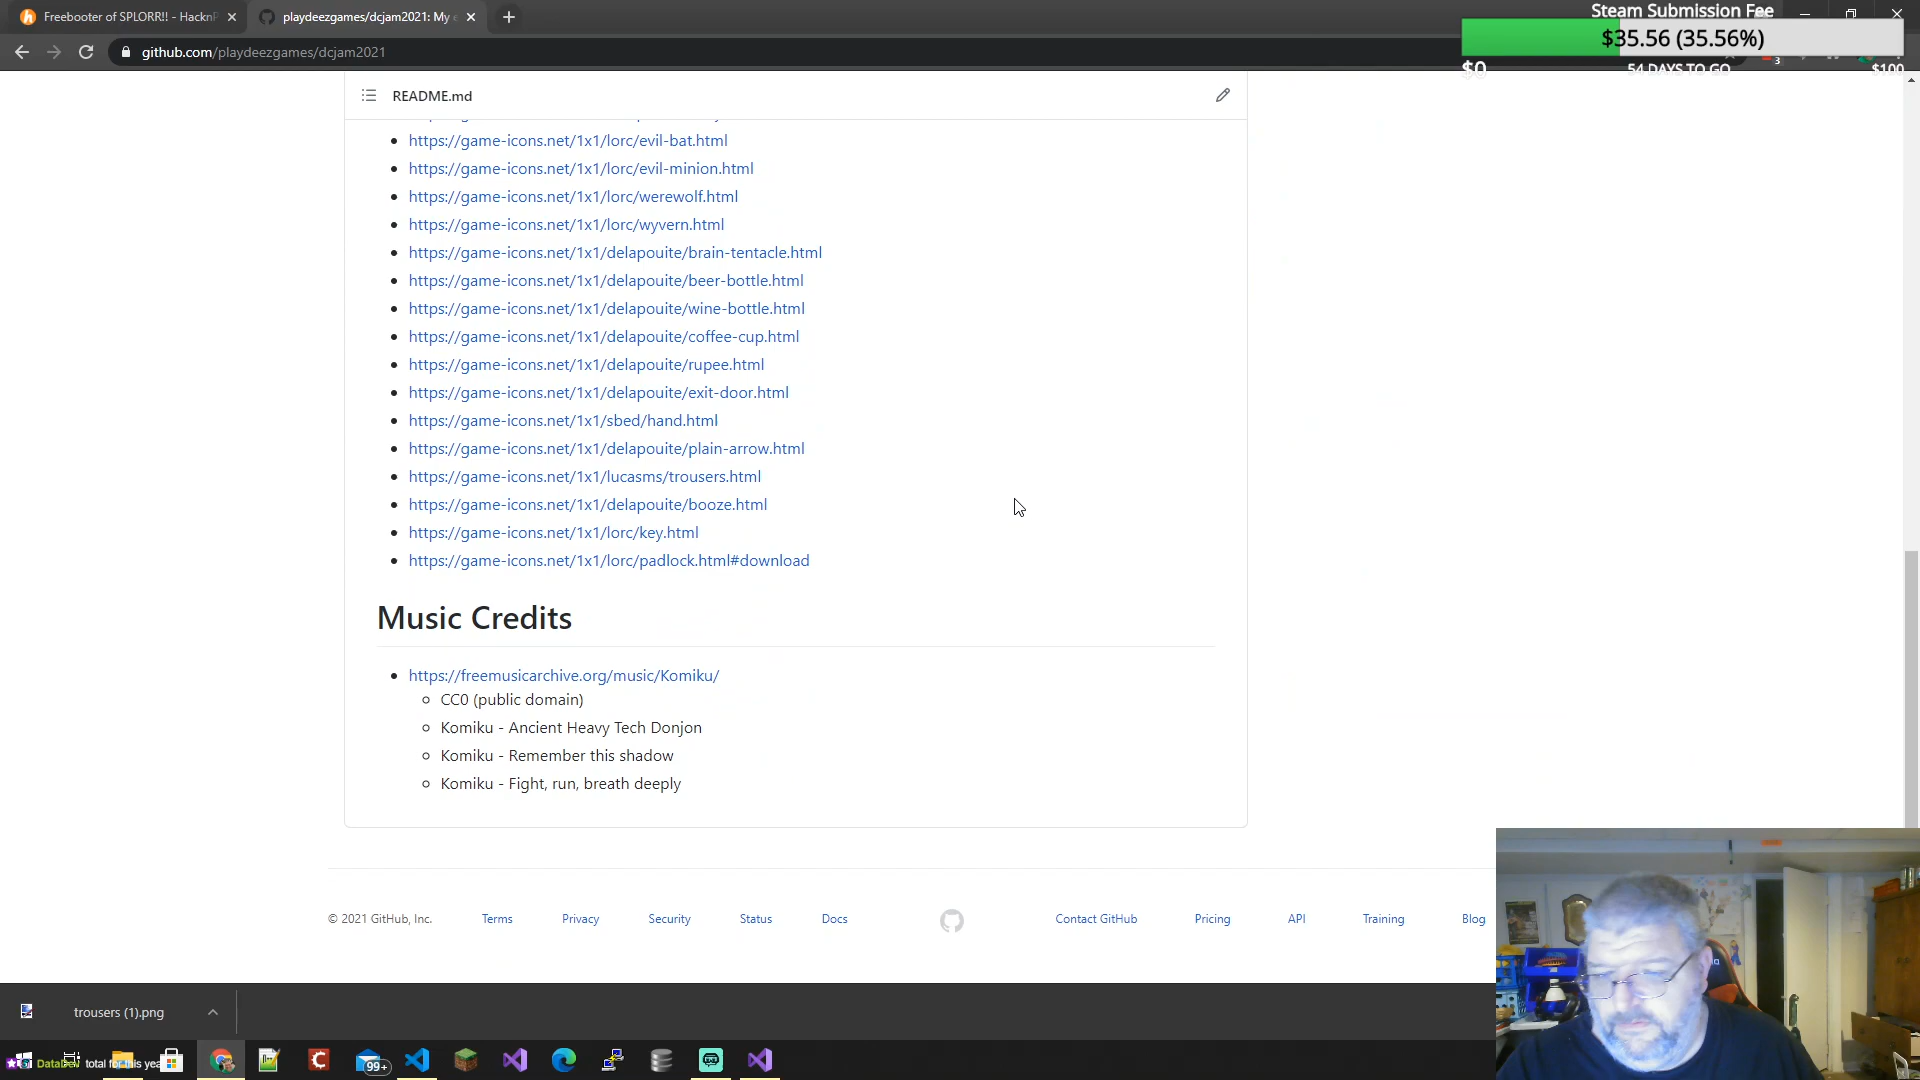 Freebooter of SPLORR!! - HacknP
playdeezgames/dcjam2021: My
Steam Submission Fee
$35.56 (35.56%)
$0
54 DAYS TO GO
$100
github.com/playdeezgames/dcjam2021
3
README.md
https://game-icons.net/1x1/lorc/evil-bat.html
https://game-icons.net/1x1/lorc/evil-minion.html
https://game-icons.net/1x1/lorc/werewolf.html
https://game-icons.net/1x1/lorc/wyvern.html
https://game-icons.net/1x1/delapouite/brain-tentacle.html
https://game-icons.net/1x1/delapouite/beer-bottle.html
https://game-icons.net/1x1/delapouite/wine-bottle.html
https://game-icons.net/1x1/delapouite/coffee-cup.html
https://game-icons.net/1x1/delapouite/rupee.html
https://game-icons.net/1x1/delapouite/exit-door.html
https://game-icons.net/1x1/sbed/hand.html
https://game-icons.net/1x1/delapouite/plain-arrow.html
https://game-icons.net/1x1/lucasms/trousers.html
https://game-icons.net/1x1/delapouite/booze.html
https://game-icons.net/1x1/lorc/key.html
https://game-icons.net/1x1/lorc/padlock.html#download
Music Credits
https://freemusicarchive.org/music/Komiku/
CC0 (public domain)
Komiku - Ancient Heavy Tech Donjon
Komiku - Remember this shadow
Komiku - Fight, run, breath deeply
© 2021 GitHub, Inc.
Terms
Privacy
Security
Status
Docs
Contact GitHub
Pricing
API
Training
Blog
trousers (1).png
total for this yea
99+